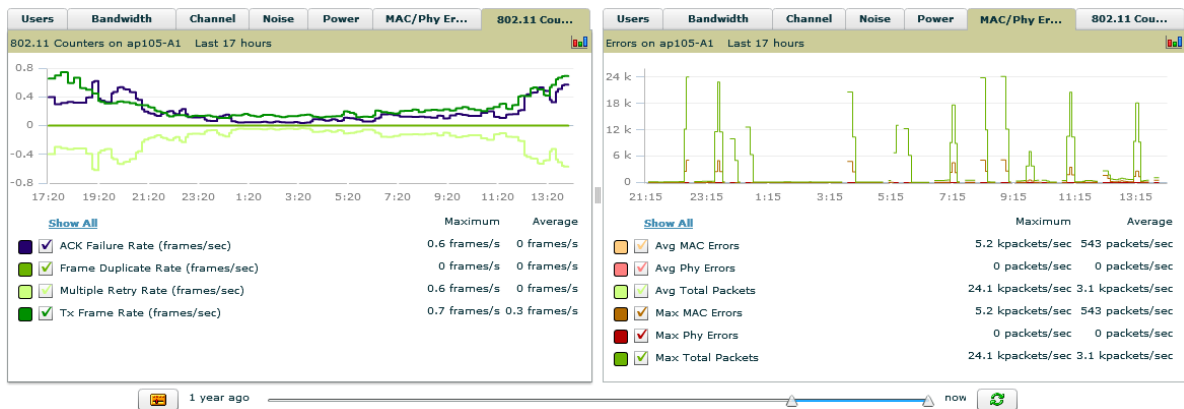 Users Bandwidth Channel Noise Power MAC/Phy Er... 802.11 Cou...
802.11 Counters on ap105-A1 Last 17 hours
0.8
0.4
0
-0.4
-0.8
17:20 19:20 21:20 23:20 1:20 3:20 5:20 7:20 9:20 11:20 13:20
Show All Maximum Average
ACK Failure Rate (frames/sec) 0.6 frames/s 0 frames/s
Frame Duplicate Rate (frames/sec) 0 frames/s 0 frames/s
Multiple Retry Rate (frames/sec) 0.6 frames/s 0 frames/s
Tx Frame Rate (frames/sec) 0.7 frames/s 0.3 frames/s
Users Bandwidth Channel Noise Power MAC/Phy Er... 802.11 Cou...
Errors on ap105-A1 Last 17 hours
24 k
18 k
12 k
6 k
0
21:15 23:15 1:15 3:15 5:15 7:15 9:15 11:15 13:15
Show All Maximum Average
Avg MAC Errors 5.2 kpackets/sec 543 packets/sec
Avg Phy Errors 0 packets/sec 0 packets/sec
Avg Total Packets 24.1 kpackets/sec 3.1 kpackets/sec
Max MAC Errors 5.2 kpackets/sec 543 packets/sec
Max Phy Errors 0 packets/sec 0 packets/sec
Max Total Packets 24.1 kpackets/sec 3.1 kpackets/sec
1 year ago now